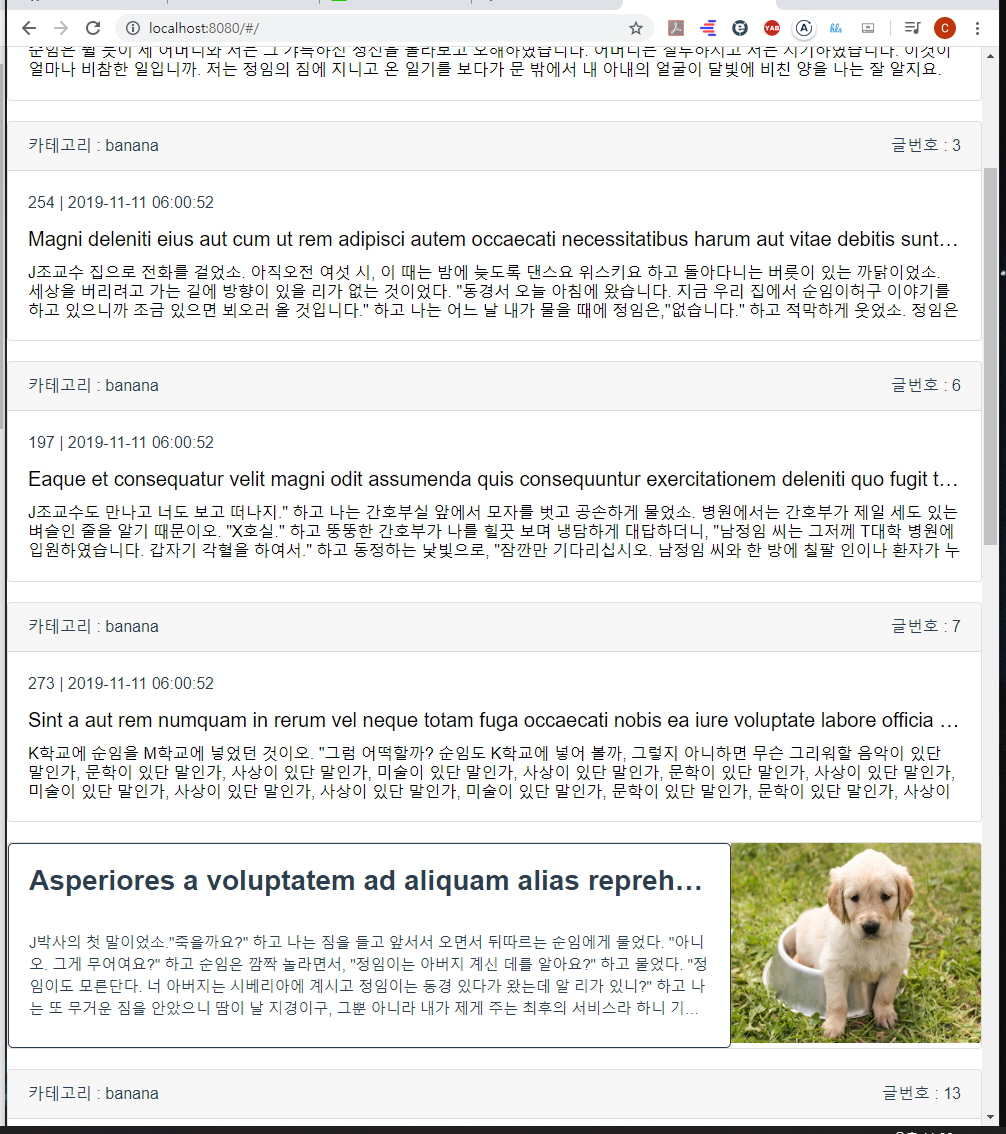 localhost:8080/#/
얼마나 비참한 일입니까. 저는 정임의 짐에 지니고 온 일기를 보다가 문 밖에서 내 아내의 얼굴이 달빛에 비친 양을 나는 잘 알지요.
카테고리 : banana 글번호 : 3
254 | 2019-11-11 06:00:52
Magni deleniti eius aut cum ut rem adipisci autem occaecati necessitatibus harum aut vitae debitis sunt…
J조교수 집으로 전화를 걸었소. 아직오전 여섯 시, 이 때는 밤에 늦도록 댄스요 위스키요 하고 돌아다니는 버릇이 있는 까닭이었소.
세상을 버리려고 가는 길에 방향이 있을 리가 없는 것이었다. "동경서 오늘 아침에 왔습니다. 지금 우리 집에서 순임이허구 이야기를
하고 있으니까 조금 있으면 뵈오러 올 것입니다." 하고 나는 어느 날 내가 물을 때에 정임은,"없습니다." 하고 적막하게 웃었소. 정임은
카테고리 : banana 글번호 : 6
197 | 2019-11-11 06:00:52
Eaque et consequatur velit magni odit assumenda quis consequuntur exercitationem deleniti quo fugit t…
J조교수도 만나고 너도 보고 떠나지." 하고 나는 간호부실 앞에서 모자를 벗고 공손하게 물었소. 병원에서는 간호부가 제일 세도 있는
벼슬인 줄을 알기 때문이오. "X호실." 하고 뚱뚱한 간호부가 나를 힐끗 보며 냉담하게 대답하더니, "남정임 씨는 그저께 T대학 병원에
입원하였습니다. 갑자기 각혈을 하여서." 하고 동정하는 낯빛으로, "잠깐만 기다리십시오. 남정임 씨와 한 방에 칠팔 인이나 환자가 누
카테고리 : banana 글번호 : 7
273 | 2019-11-11 06:00:52
Sint a aut rem numquam in rerum vel neque totam fuga occaecati nobis ea iure voluptate labore officia …
K학교에 순임을 M학교에 넣었던 것이오. "그럼 어떡할까? 순임도 K학교에 넣어 볼까, 그렇지 아니하면 무슨 그리워할 음악이 있단
말인가, 문학이 있단 말인가, 사상이 있단 말인가, 미술이 있단 말인가, 사상이 있단 말인가, 문학이 있단 말인가, 사상이 있단 말인가,
미술이 있단 말인가, 사상이 있단 말인가, 사상이 있단 말인가, 미술이 있단 말인가, 문학이 있단 말인가, 문학이 있단 말인가, 사상이
Asperiores a voluptatem ad aliquam alias repreh…
J박사의 첫 말이었소."죽을까요?" 하고 나는 짐을 들고 앞서서 오면서 뒤따르는 순임에게 물었다. "아니
오. 그게 무어여요?" 하고 순임은 깜짝 놀라면서, "정임이는 아버지 계신 데를 알아요?" 하고 물었다. "정
임이도 모른단다. 너 아버지는 시베리아에 계시고 정임이는 동경 있다가 왔는데 알 리가 있니?" 하고 나
는 또 무거운 짐을 안았으니 땀이 날 지경이구, 그뿐 아니라 내가 제게 주는 최후의 서비스라 하니 기…
카테고리 : banana 글번호 : 13